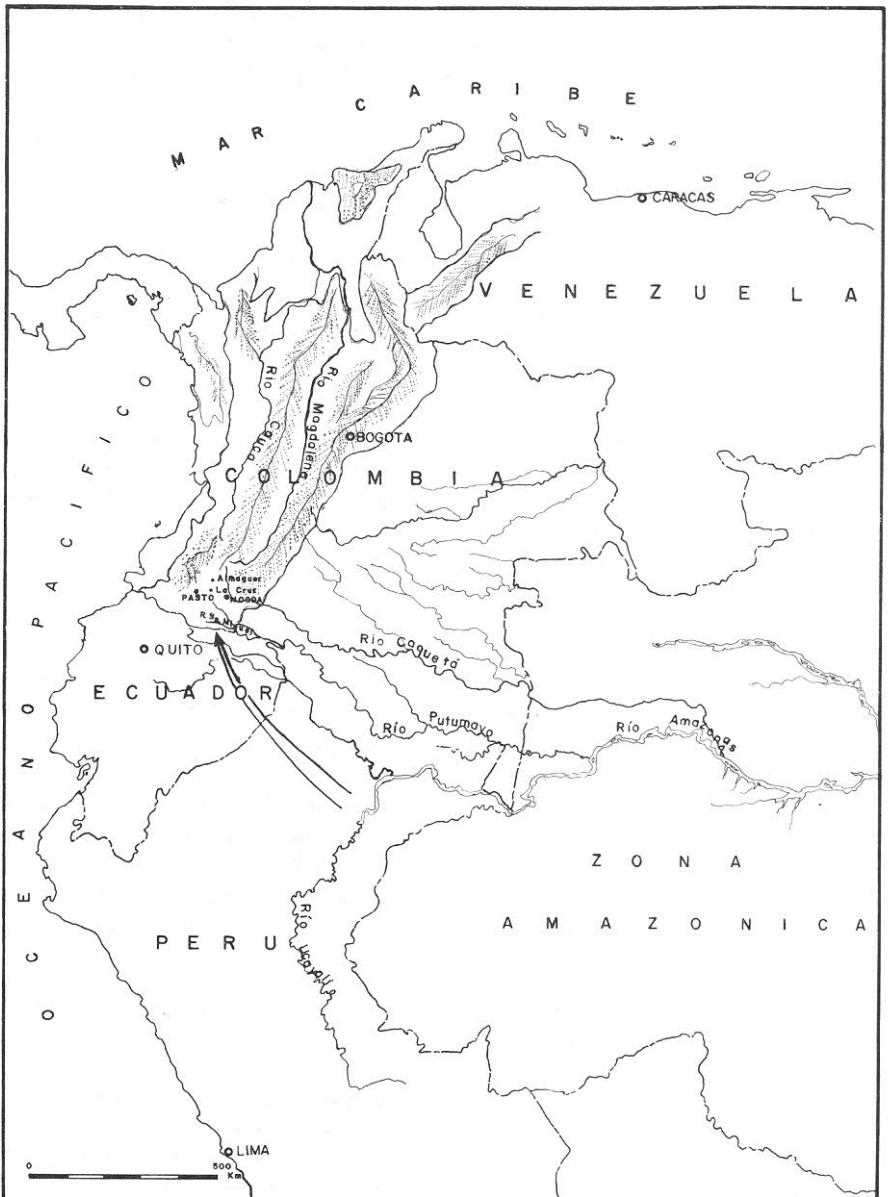 MAR CARIBE
CARACAS
VENEZUELA
OCEANO PACIFICO
Río Cauca
Río Magdalena
BOGOTA
COLOMBIA
Almaguer
La Cruz
PASTO
MOCOA
QUITO
Río Caquetá
ECUADOR
Río Putumayo
Río Amazonas
ZONA
AMAZONICA
PERU
Río Ucayali
LIMA
0 500
Km